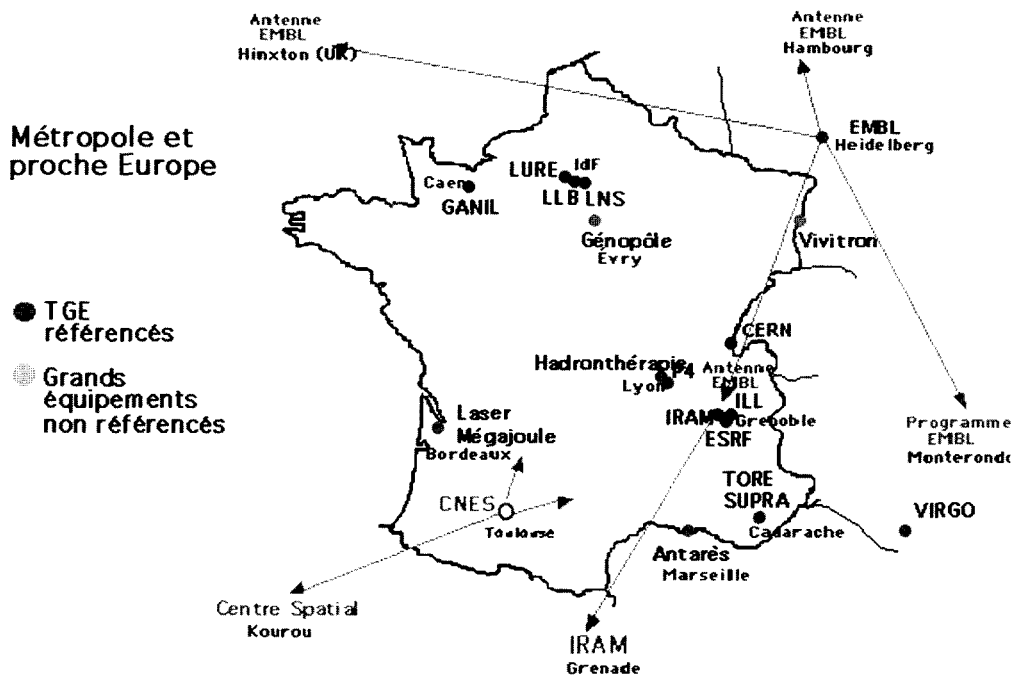 Antenne
EMBL
Hinxton (UK)
Antenne
EMBL
Hambourg
Métropole et
proche Europe
EMBL
Heidelberg
LURE
IdF
Caen
GANIL
LLB LNS
Génopôle
Evry
Vivitron
TGE
référencés
Grands
équipements
non référencés
CERN
Hadronthérapie
P4
Lyon
Antenne
EMBL
ILL
IRAM
Grenoble
ESRF
Laser
Mégajoule
Bordeaux
Programme
EMBL
Monterondo
CNES
Toulouse
TORE
SUPRA
Cadarache
VIRGO
Antarès
Marseille
Centre Spatial
Kourou
IRAM
Grenade